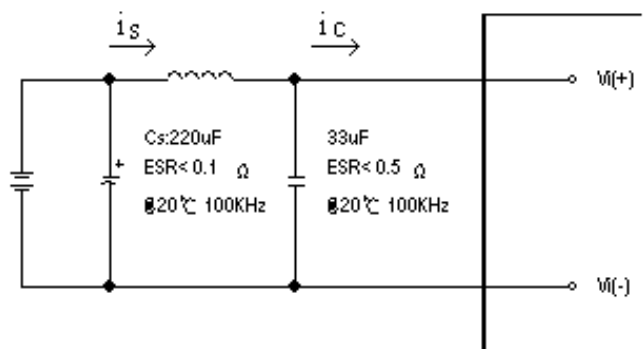 is
ic
Vi(+)
Cs:220uF
ESR< 0.1 Ω
@20℃ 100KHz
33uF
ESR< 0.5 Ω
@20℃ 100KHz
+
Vi(-)